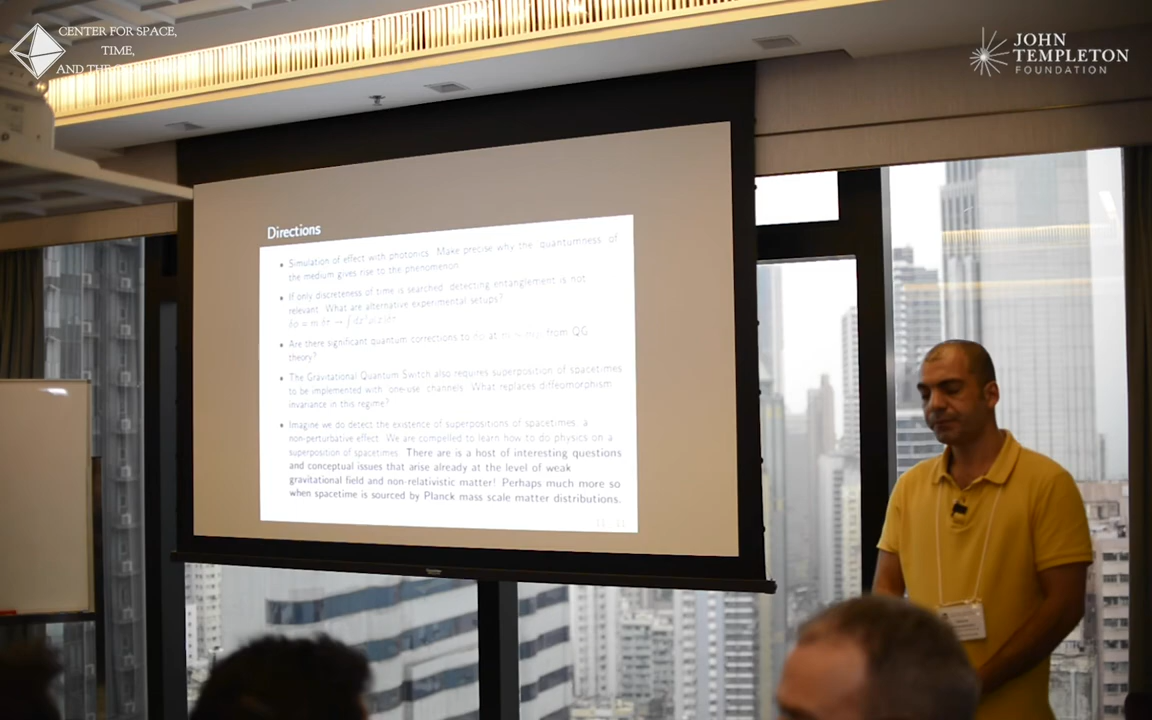 CENTER FOR SPACE,
TIME,
AND THE
JOHN
TEMPLETON
FOUNDATION
Directions
Simulation of effect with photonics. Make precise why the quantumness of
the medium gives rise to the phenomenon.
If only discreteness of time is searched, detecting entanglement is not
relevant. What are alternative experimental setups?
Are there significant quantum corrections to from QG
theory?
The Gravitational Quantum Switch also requires superposition of spacetimes
to be implemented with one-use channels. What replaces diffeomorphism
invariance in this regime?
Imagine we do detect the existence of superpositions of spacetimes: a
non-perturbative effect. We are compelled to learn how to do physics on a
superposition of spacetimes. There are is a host of interesting questions
and conceptual issues that arise already at the level of weak
gravitational field and non-relativistic matter! Perhaps much more so
when spacetime is sourced by Planck mass scale matter distributions.